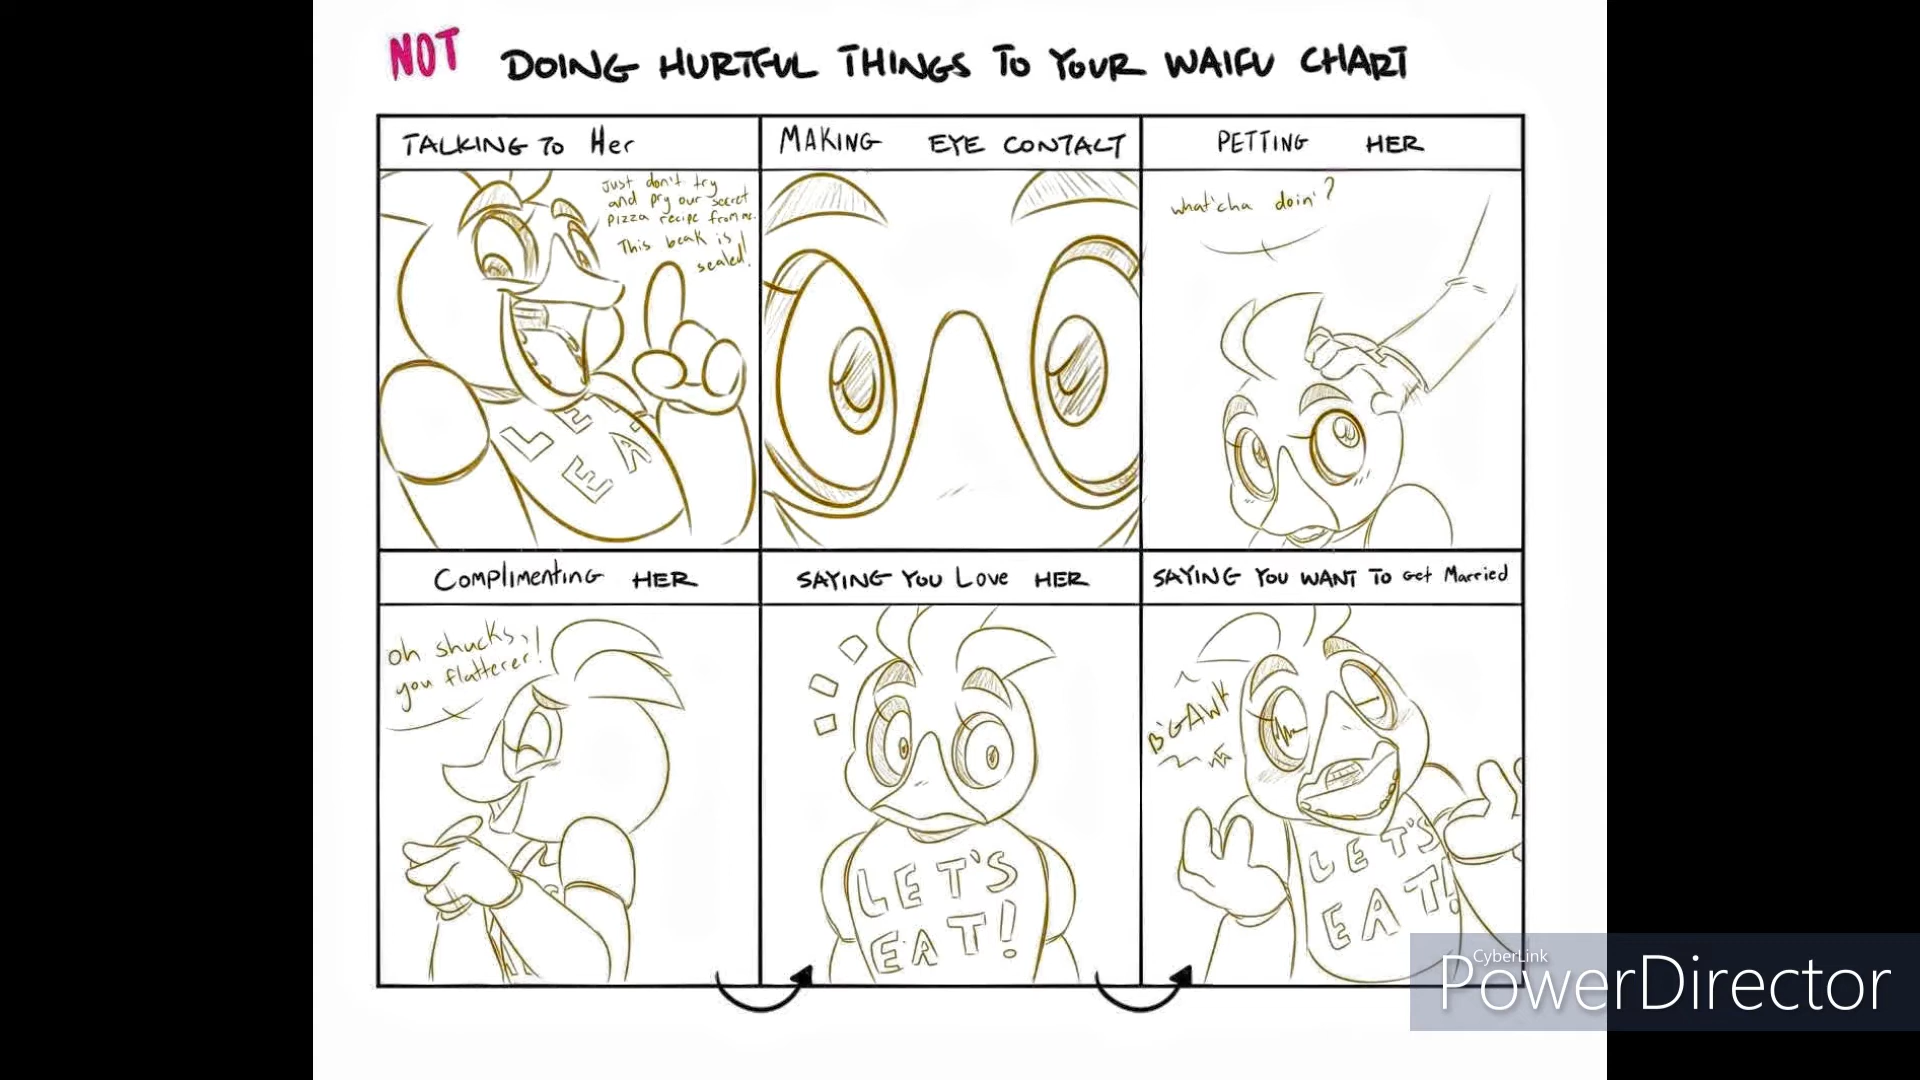 NOT DOING HURTFUL THINGS TO YOUR WAIFU CHART
TALKING TO Her
MAKING EYE CONTACT
PETTING HER
Just don't try
and pry our secret
pizza recipe from me.
This beak is
sealed!
LE
EA
what'cha doin'?
COMPLIMENTING HER
SAYING YOU Love HER
SAYING YOU WANT TO Get Married
oh shucks,
you flatterer!
LET'S
EAT!
B'GAWK
LET'S
EAT!
CyberLink
PowerDirector